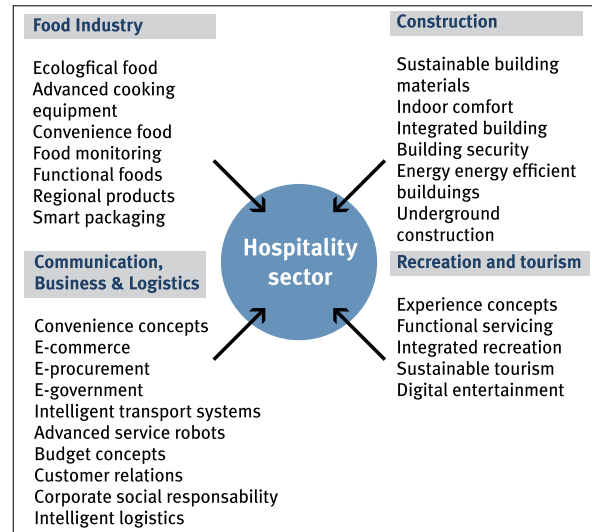 Food Industry
Ecologfical food
Advanced cooking
equipment
Convenience food
Food monitoring
Functional foods
Regional products
Smart packaging
Construction
Sustainable building
materials
Indoor comfort
Integrated building
Building security
Energy energy efficient
builduings
Underground
construction
Hospitality
sector
Communication,
Business & Logistics
Convenience concepts
E-commerce
E-procurement
E-government
Intelligent transport systems
Advanced service robots
Budget concepts
Customer relations
Corporate social responsability
Intelligent logistics
Recreation and tourism
Experience concepts
Functional servicing
Integrated recreation
Sustainable tourism
Digital entertainment